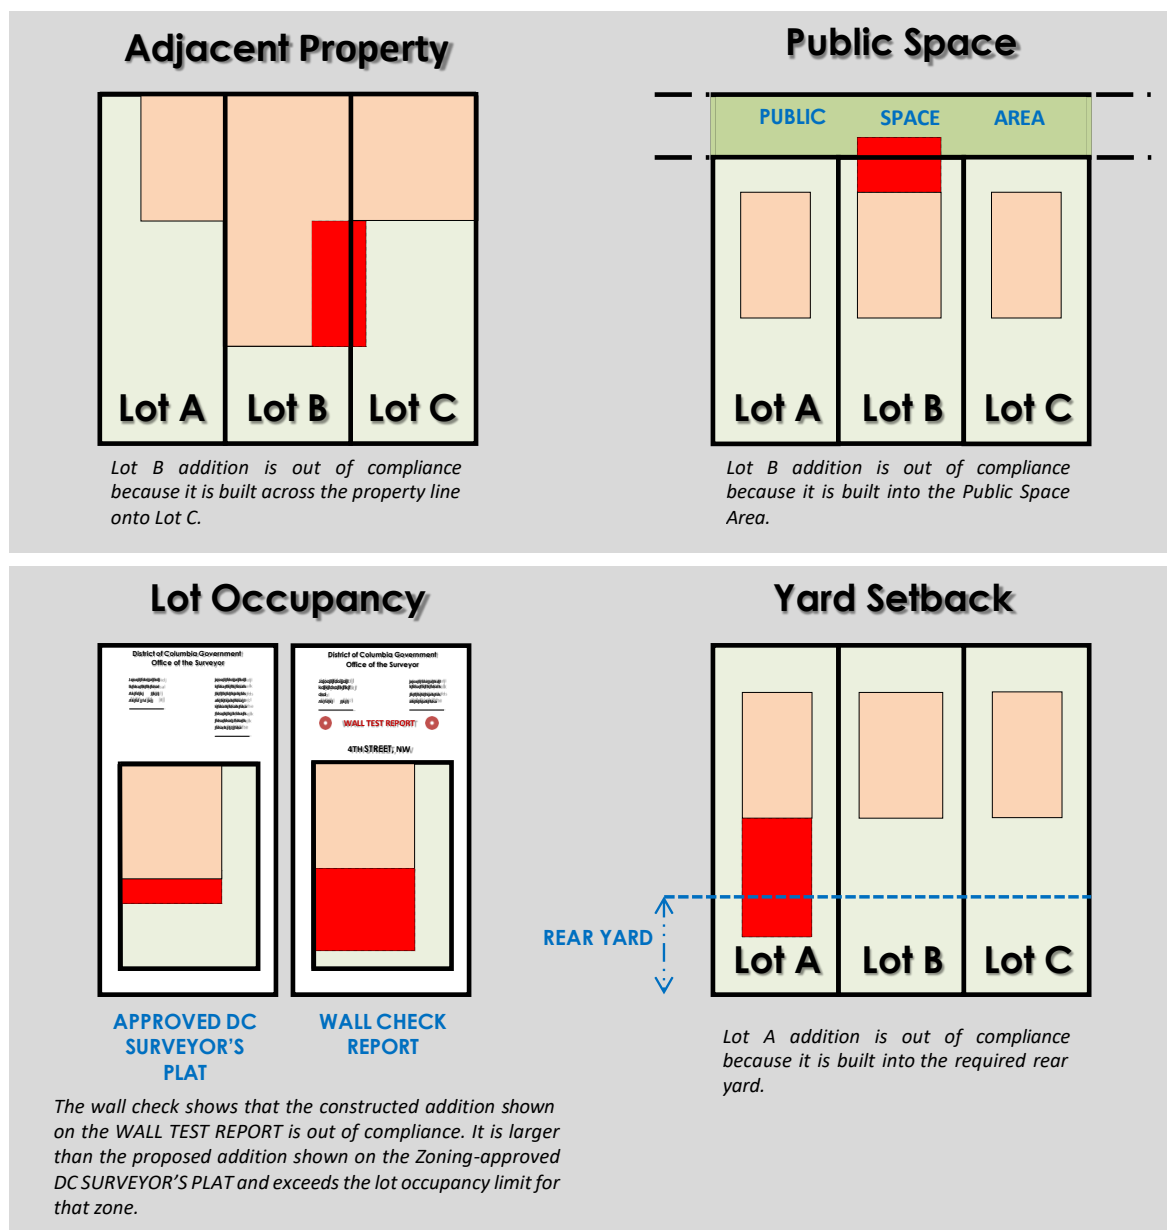 Adjacent Property
Lot A
Lot B
Lot C
Lot B addition is out of compliance
because it is built across the property line
onto Lot C.
Public Space
PUBLIC SPACE AREA
Lot A
Lot B
Lot C
Lot B addition is out of compliance
because it is built into the Public Space
Area.
Lot Occupancy
District of Columbia Government
Office of the Surveyor
APPROVED DC
SURVEYOR'S
PLAT
District of Columbia Government
Office of the Surveyor
WALL TEST REPORT
4TH STREET, NW
WALL CHECK
REPORT
The wall check shows that the constructed addition shown
on the WALL TEST REPORT is out of compliance. It is larger
than the proposed addition shown on the Zoning-approved
DC SURVEYOR'S PLAT and exceeds the lot occupancy limit for
that zone.
Yard Setback
REAR YARD
Lot A
Lot B
Lot C
Lot A addition is out of compliance
because it is built into the required rear
yard.